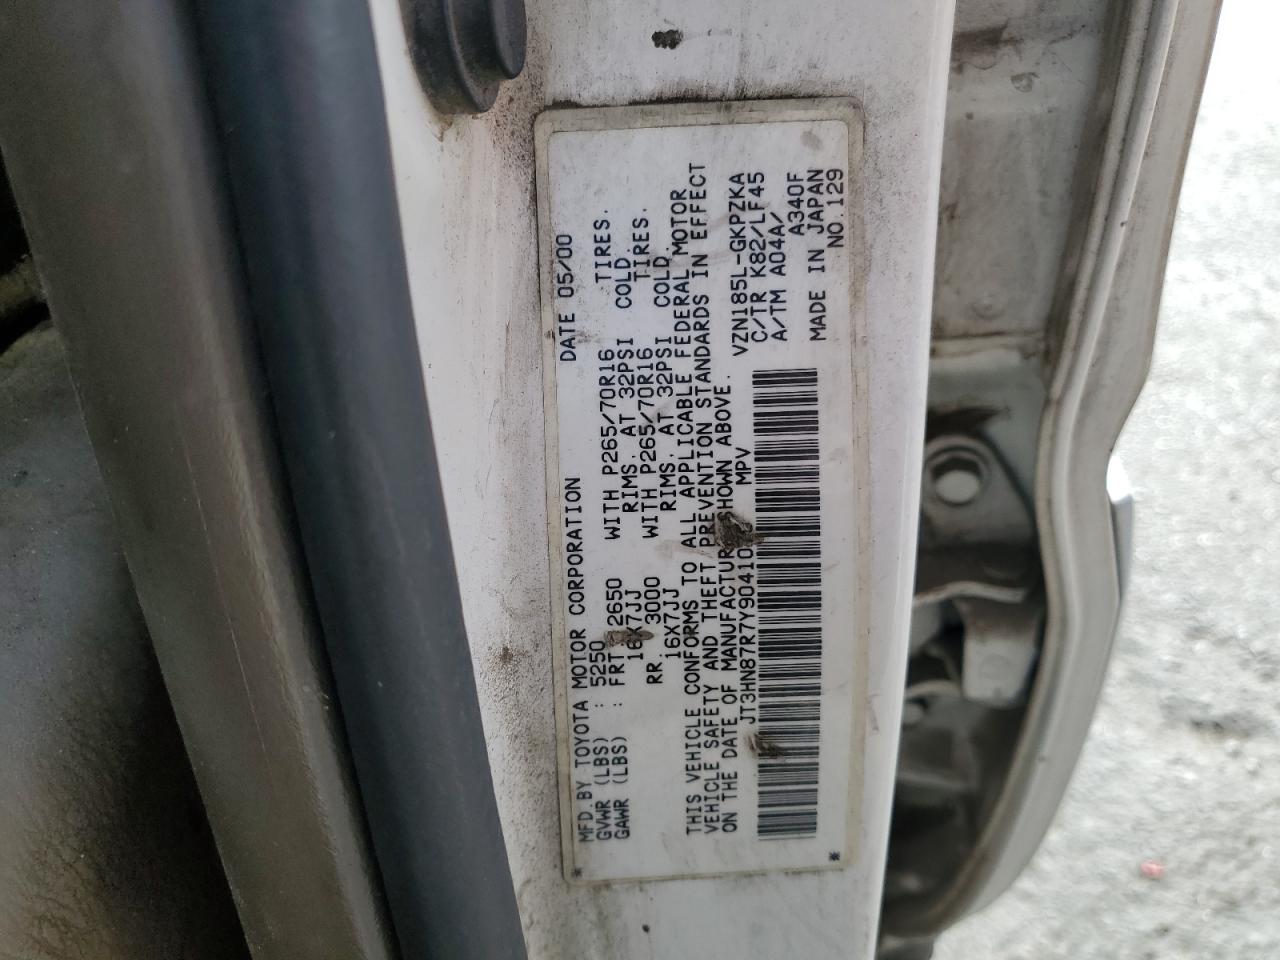 MFD. BY TOYOTA MOTOR CORPORATION DATE 05/00
GVWR (LBS) : 5250
GAWR (LBS) : FRT. 2650 WITH P265/70R16 TIRES.
16X7JJ RIMS. AT 32PSI COLD.
RR. 3000 WITH P265/70R16 TIRES.
16X7JJ RIMS. AT 32PSI COLD.
THIS VEHICLE CONFORMS TO ALL APPLICABLE FEDERAL MOTOR
VEHICLE SAFETY AND THEFT PREVENTION STANDARDS IN EFFECT
ON THE DATE OF MANUFACTURE SHOWN ABOVE.
JT3HN87R7Y90410 MPV VZN185L-GKPZKA
C/TR K82/LF45
A/TM A04A/
A340F
MADE IN JAPAN
NO.129